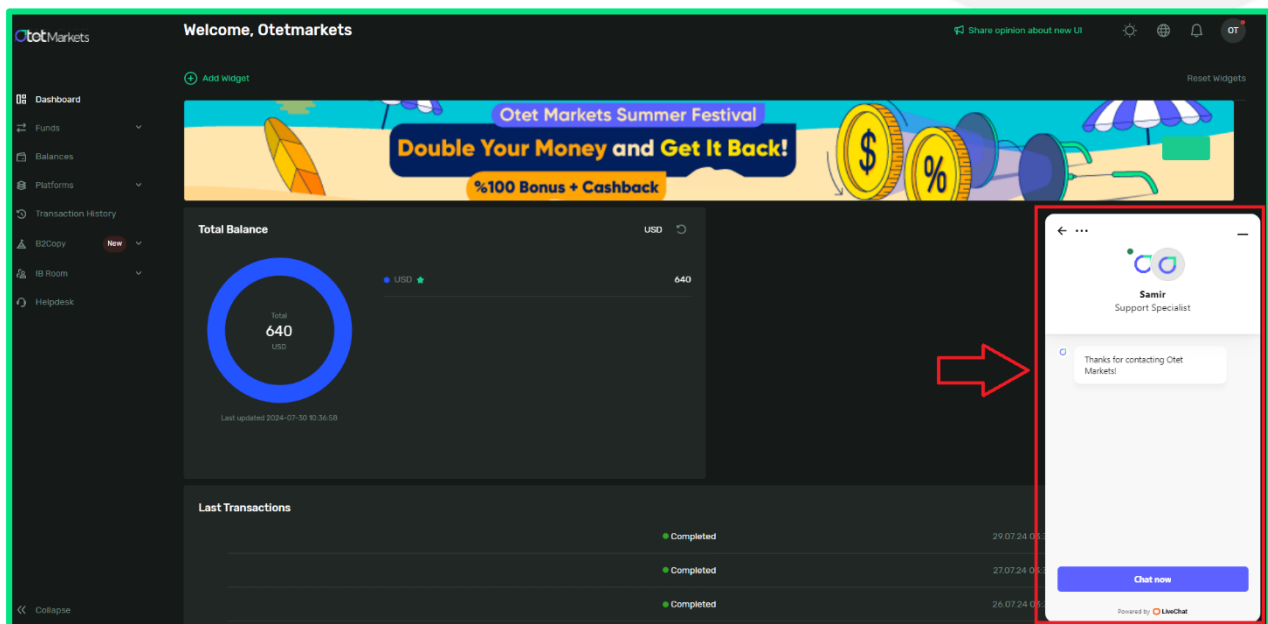 Otet Markets
Welcome, Otetmarkets
Share opinion about new UI
OT
Add Widget
Reset Widgets
Dashboard
Funds
Balances
Platforms
Transaction History
B2Copy New
IB Room
Helpdesk
Collapse
Otet Markets Summer Festival
Double Your Money and Get It Back!
%100 Bonus + Cashback
$
%
Total Balance
USD
Total
640
USD
USD
640
Last updated 2024-07-30 10:36:58
Last Transactions
Completed 29.07.24
Completed 27.07.24
Completed 26.07.24
Samir
Support Specialist
Thanks for contacting Otet
Markets!
Chat now
Powered by LiveChat